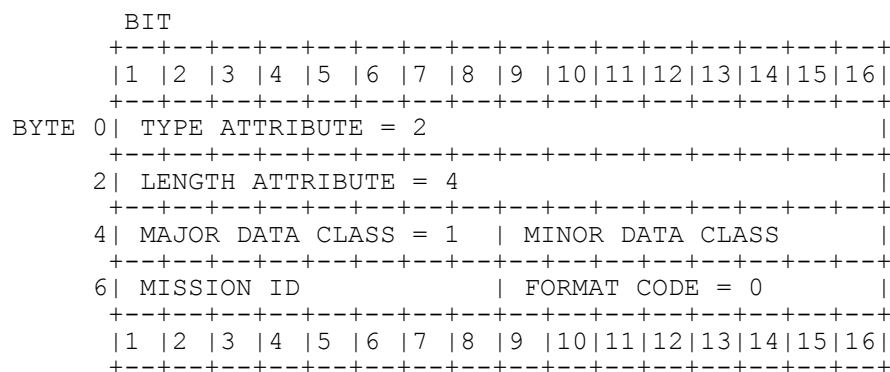 BIT
+--+--+--+--+--+--+--+--+--+--+--+--+--+--+--+--+
|1 |2 |3 |4 |5 |6 |7 |8 |9 |10|11|12|13|14|15|16|
+--+--+--+--+--+--+--+--+--+--+--+--+--+--+--+--+
BYTE 0| TYPE ATTRIBUTE = 2 |
+--+--+--+--+--+--+--+--+--+--+--+--+--+--+--+--+
2| LENGTH ATTRIBUTE = 4 |
+--+--+--+--+--+--+--+--+--+--+--+--+--+--+--+--+
4| MAJOR DATA CLASS = 1 | MINOR DATA CLASS |
+--+--+--+--+--+--+--+--+--+--+--+--+--+--+--+--+
6| MISSION ID | FORMAT CODE = 0 |
+--+--+--+--+--+--+--+--+--+--+--+--+--+--+--+--+
|1 |2 |3 |4 |5 |6 |7 |8 |9 |10|11|12|13|14|15|16|
+--+--+--+--+--+--+--+--+--+--+--+--+--+--+--+--+